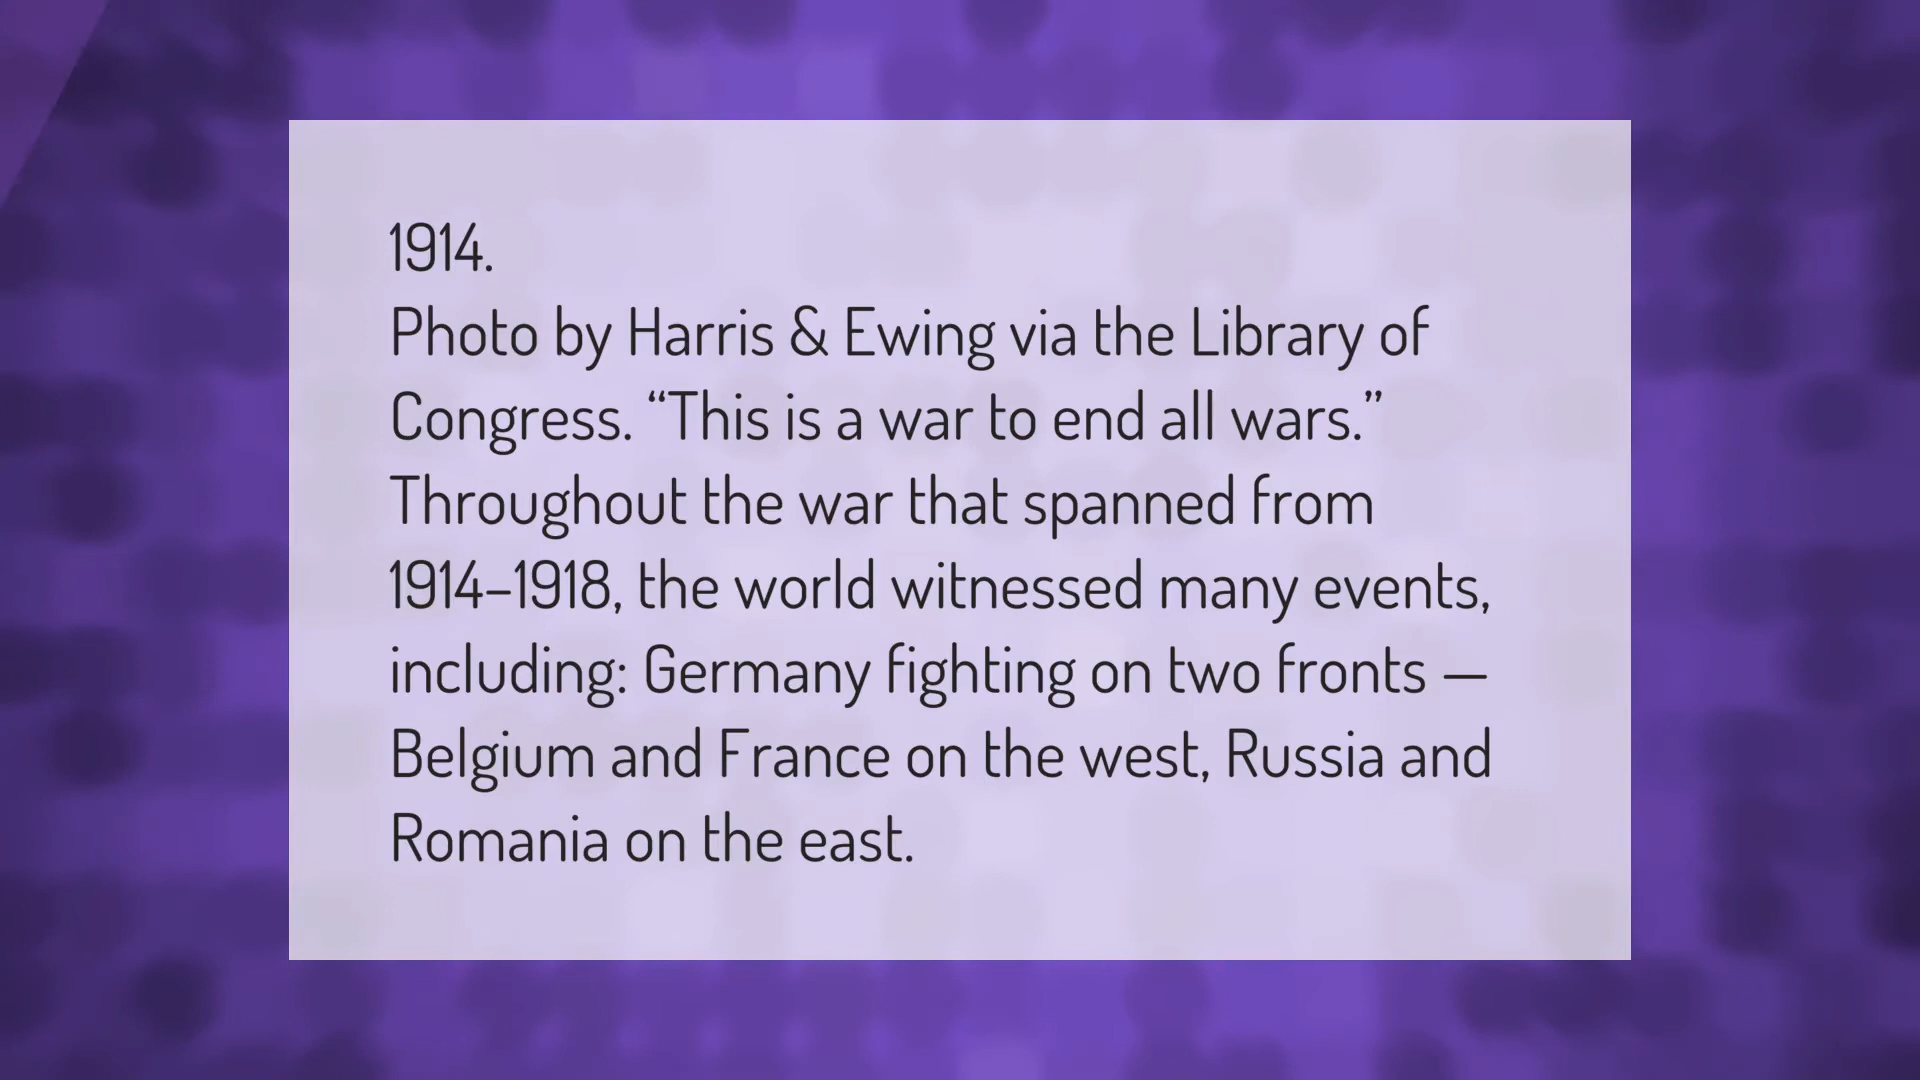 1914.
Photo by Harris & Ewing via the Library of
Congress. “This is a war to end all wars.”
Throughout the war that spanned from
1914–1918, the world witnessed many events,
including: Germany fighting on two fronts —
Belgium and France on the west, Russia and
Romania on the east.